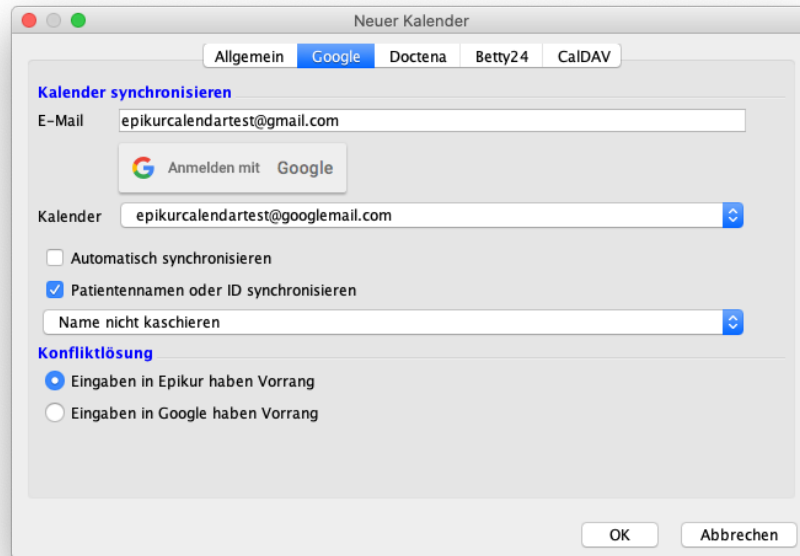 Neuer Kalender
Allgemein Google Doctena Betty24 CalDAV
Kalender synchronisieren
E-Mail epikurcalendartest@gmail.com
G Anmelden mit Google
Kalender epikurcalendartest@googlemail.com
Automatisch synchronisieren
Patientennamen oder ID synchronisieren
Name nicht kaschieren
Konfliktlösung
Eingaben in Epikur haben Vorrang
Eingaben in Google haben Vorrang
OK Abbrechen